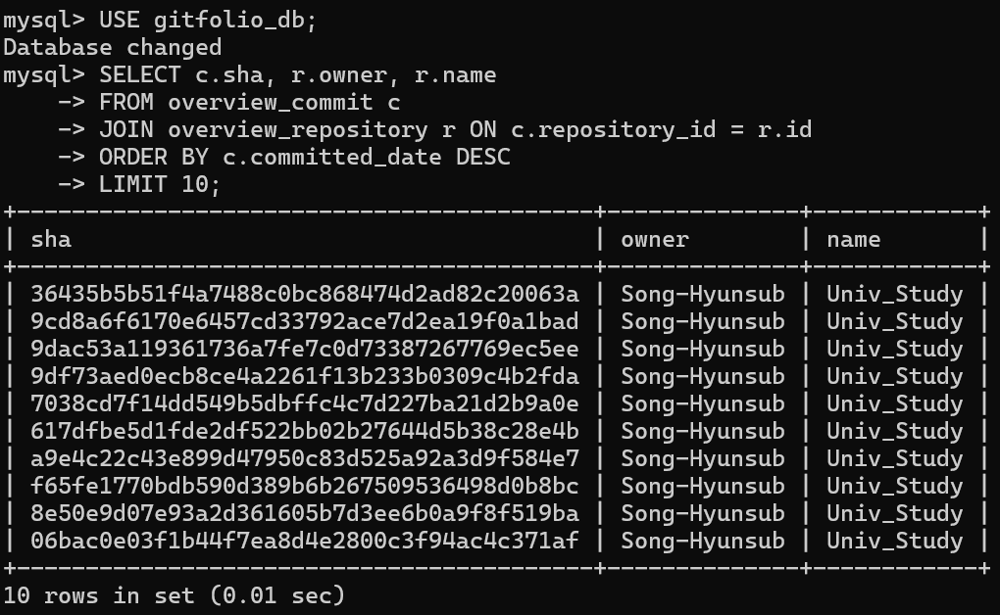 mysql> USE gitfolio_db;
Database changed
mysql> SELECT c.sha, r.owner, r.name
    -> FROM overview_commit c
    -> JOIN overview_repository r ON c.repository_id = r.id
    -> ORDER BY c.committed_date DESC
    -> LIMIT 10;
+------------------------------------------+--------------+------------+
| sha                                      | owner        | name       |
+------------------------------------------+--------------+------------+
| 36435b5b51f4a7488c0bc868474d2ad82c20063a | Song-Hyunsub | Univ_Study |
| 9cd8a6f6170e6457cd33792ace7d2ea19f0a1bad | Song-Hyunsub | Univ_Study |
| 9dac53a119361736a7fe7c0d73387267769ec5ee | Song-Hyunsub | Univ_Study |
| 9df73aed0ecb8ce4a2261f13b233b0309c4b2fda | Song-Hyunsub | Univ_Study |
| 7038cd7f14dd549b5dbffc4c7d227ba21d2b9a0e | Song-Hyunsub | Univ_Study |
| 617dfbe5d1fde2df522bb02b27644d5b38c28e4b | Song-Hyunsub | Univ_Study |
| a9e4c22c43e899d47950c83d525a92a3d9f584e7 | Song-Hyunsub | Univ_Study |
| f65fe1770bdb590d389b6b267509536498d0b8bc | Song-Hyunsub | Univ_Study |
| 8e50e9d07e93a2d361605b7d3ee6b0a9f8f519ba | Song-Hyunsub | Univ_Study |
| 06bac0e03f1b44f7ea8d4e2800c3f94ac4c371af | Song-Hyunsub | Univ_Study |
+------------------------------------------+--------------+------------+
10 rows in set (0.01 sec)